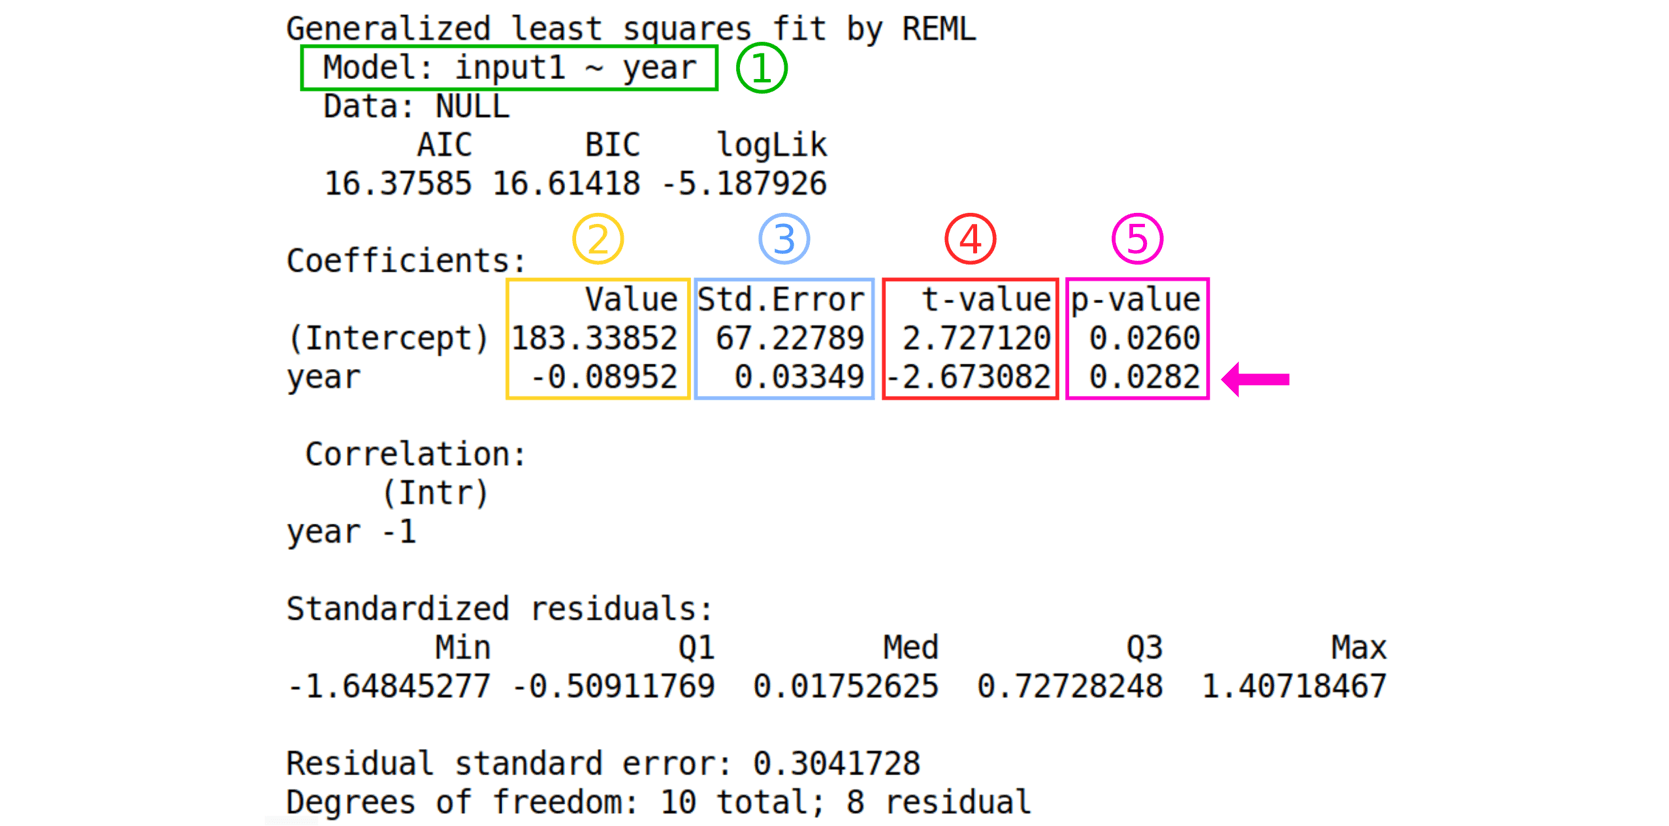 Generalized least squares fit by REML
Model: input1 ~ year ①
Data: NULL
AIC BIC logLik
16.37585 16.61418 -5.187926
② ③ ④ ⑤
Coefficients:
Value Std.Error t-value p-value
(Intercept) 183.33852 67.22789 2.727120 0.0260
year -0.08952 0.03349 -2.673082 0.0282
Correlation:
(Intr)
year -1
Standardized residuals:
Min Q1 Med Q3 Max
-1.64845277 -0.50911769 0.01752625 0.72728248 1.40718467
Residual standard error: 0.3041728
Degrees of freedom: 10 total; 8 residual